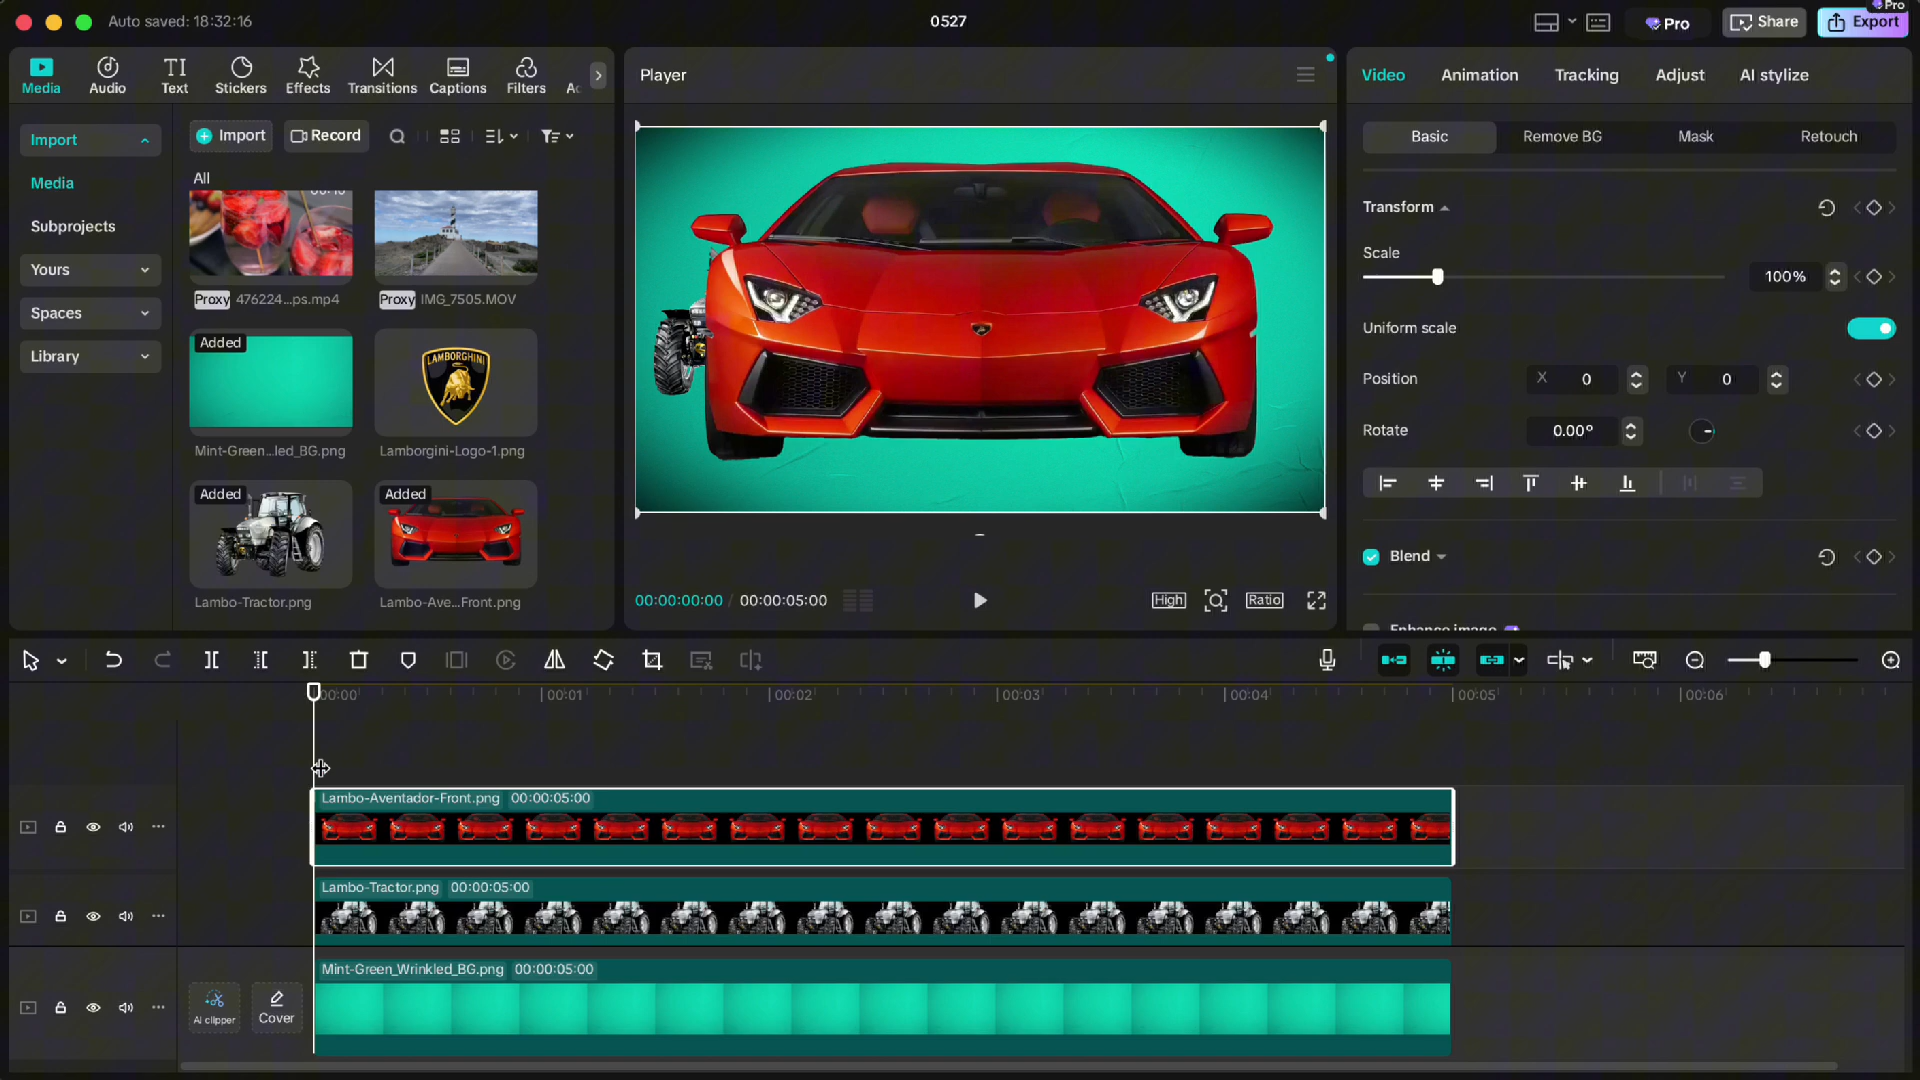 Auto saved: 18:32:16
0527
Pro
Share
Pro
Export
Media
Audio
Text
Stickers
Effects
Transitions
Captions
Filters
Import
Media
Subprojects
Yours
Spaces
Library
Import
Record
All
Proxy 476224...ps.mp4
Proxy IMG_7505.MOV
Added
Mint-Green...led_BG.png
LAMBORGHINI
Lamborgini-Logo-1.png
Added
Lambo-Tractor.png
Added
Lambo-Ave...Front.png
Player
00:00:00:00 / 00:00:05:00
High
Ratio
Video
Animation
Tracking
Adjust
AI stylize
Basic
Remove BG
Mask
Retouch
Transform
Scale
100%
Uniform scale
Position
X 0
Y 0
Rotate
0.00°
Blend
Enhance image
00:00
00:01
00:02
00:03
00:04
00:05
00:06
Lambo-Aventador-Front.png 00:00:05:00
Lambo-Tractor.png 00:00:05:00
Mint-Green_Wrinkled_BG.png 00:00:05:00
AI clipper
Cover